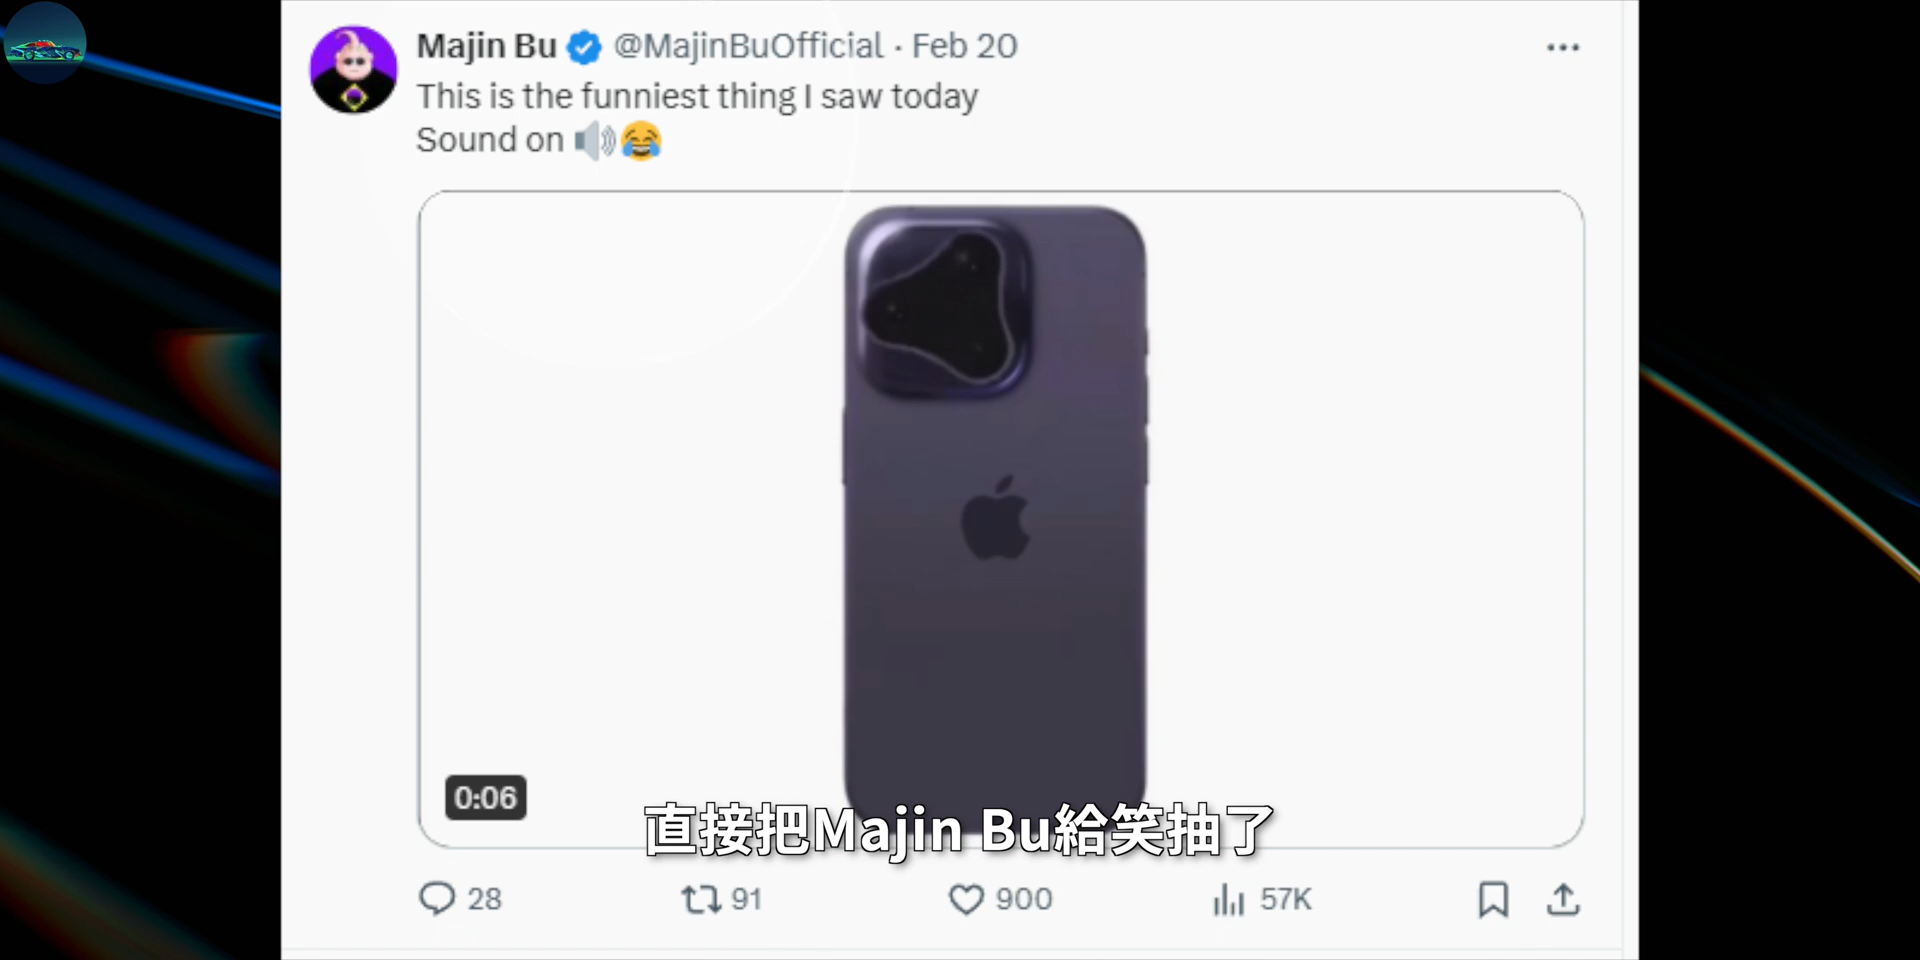 Majin Bu @MajinBuOfficial · Feb 20
This is the funniest thing I saw today
Sound on 🔊😂
0:06
直接把Majin Bu給笑抽了
28 91 900 57K